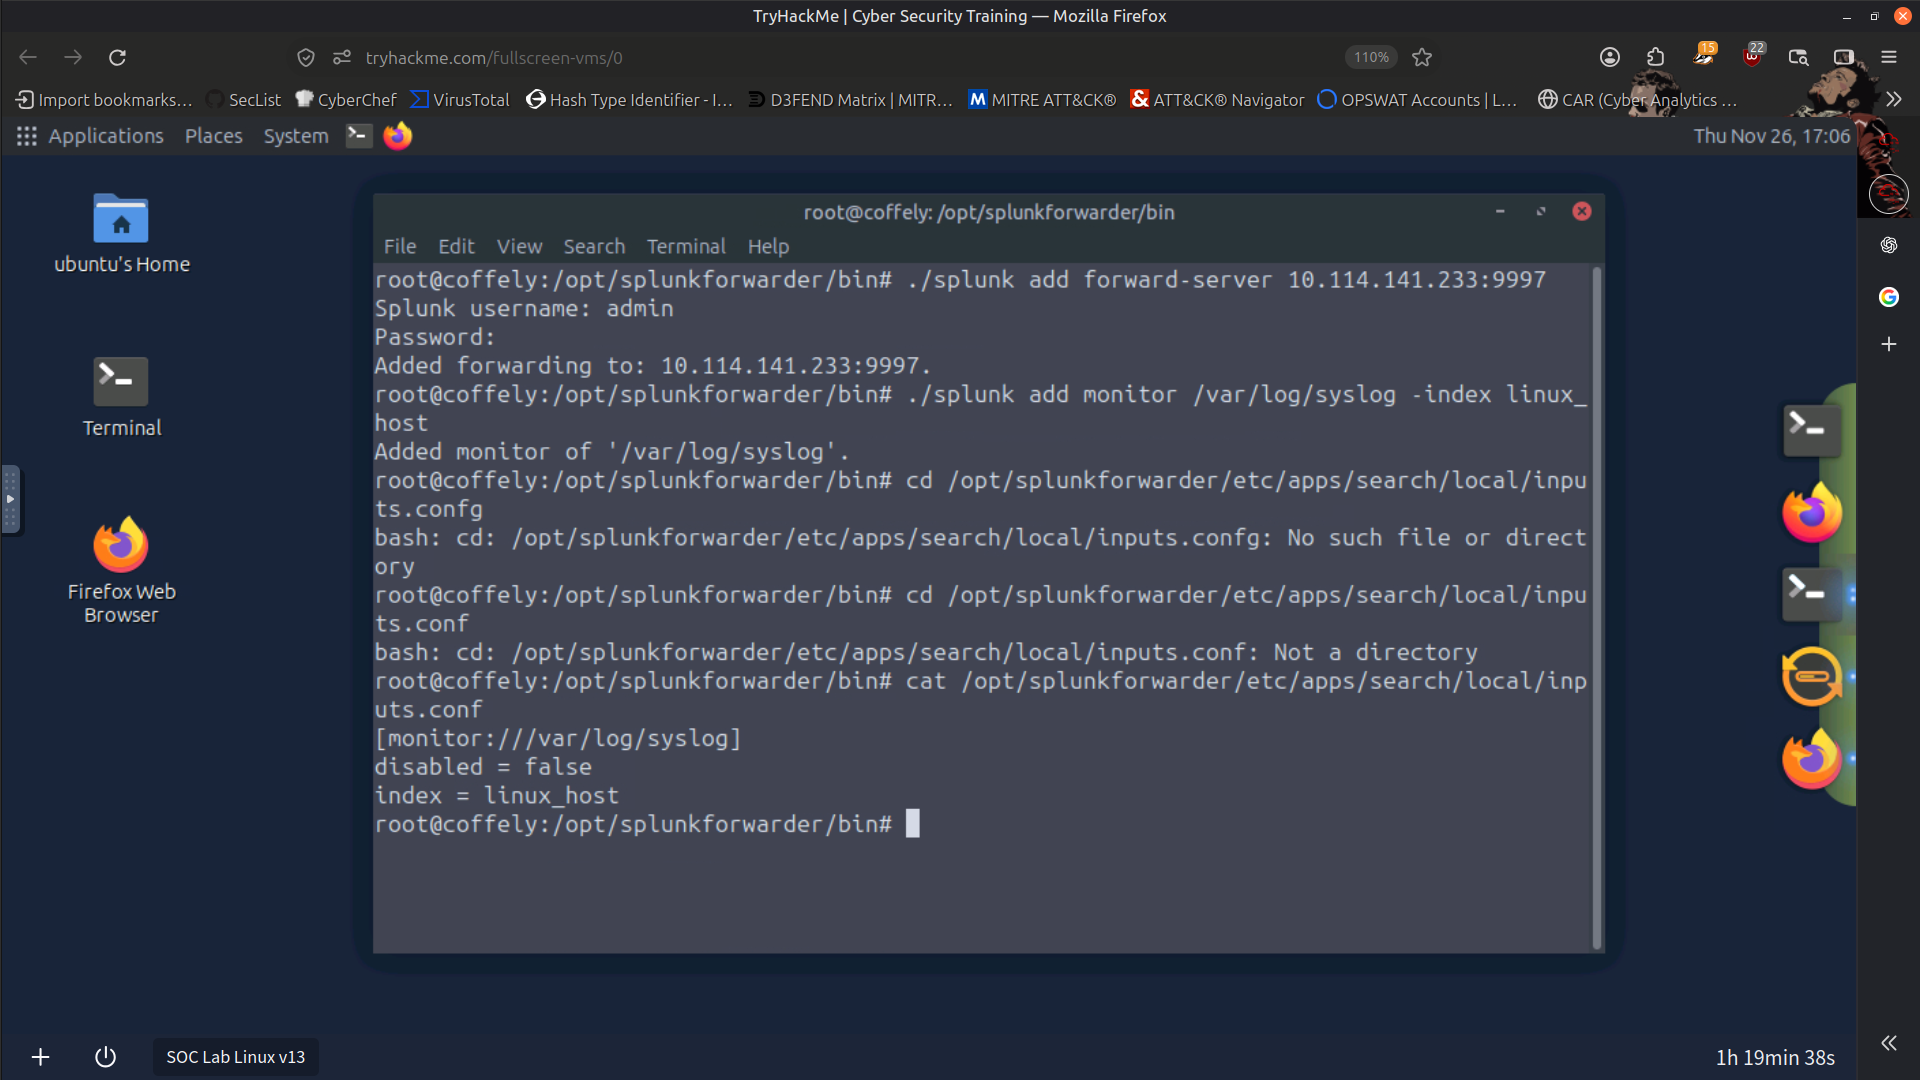 TryHackMe | Cyber Security Training — Mozilla Firefox
tryhackme.com/fullscreen-vms/0
110%
15
22
Import bookmarks...
SecList
CyberChef
VirusTotal
Hash Type Identifier - I...
D3FEND Matrix | MITR...
MITRE ATT&CK®
ATT&CK® Navigator
OPSWAT Accounts | L...
CAR (Cyber Analytics ...
Applications
Places
System
Thu Nov 26, 17:06
ubuntu's Home
Terminal
Firefox Web
Browser
root@coffely: /opt/splunkforwarder/bin
File
Edit
View
Search
Terminal
Help
root@coffely:/opt/splunkforwarder/bin# ./splunk add forward-server 10.114.141.233:9997
Splunk username: admin
Password:
Added forwarding to: 10.114.141.233:9997.
root@coffely:/opt/splunkforwarder/bin# ./splunk add monitor /var/log/syslog -index linux_
host
Added monitor of '/var/log/syslog'.
root@coffely:/opt/splunkforwarder/bin# cd /opt/splunkforwarder/etc/apps/search/local/inpu
ts.confg
bash: cd: /opt/splunkforwarder/etc/apps/search/local/inputs.confg: No such file or direct
ory
root@coffely:/opt/splunkforwarder/bin# cd /opt/splunkforwarder/etc/apps/search/local/inpu
ts.conf
bash: cd: /opt/splunkforwarder/etc/apps/search/local/inputs.conf: Not a directory
root@coffely:/opt/splunkforwarder/bin# cat /opt/splunkforwarder/etc/apps/search/local/inp
uts.conf
[monitor:///var/log/syslog]
disabled = false
index = linux_host
root@coffely:/opt/splunkforwarder/bin#
SOC Lab Linux v13
1h 19min 38s